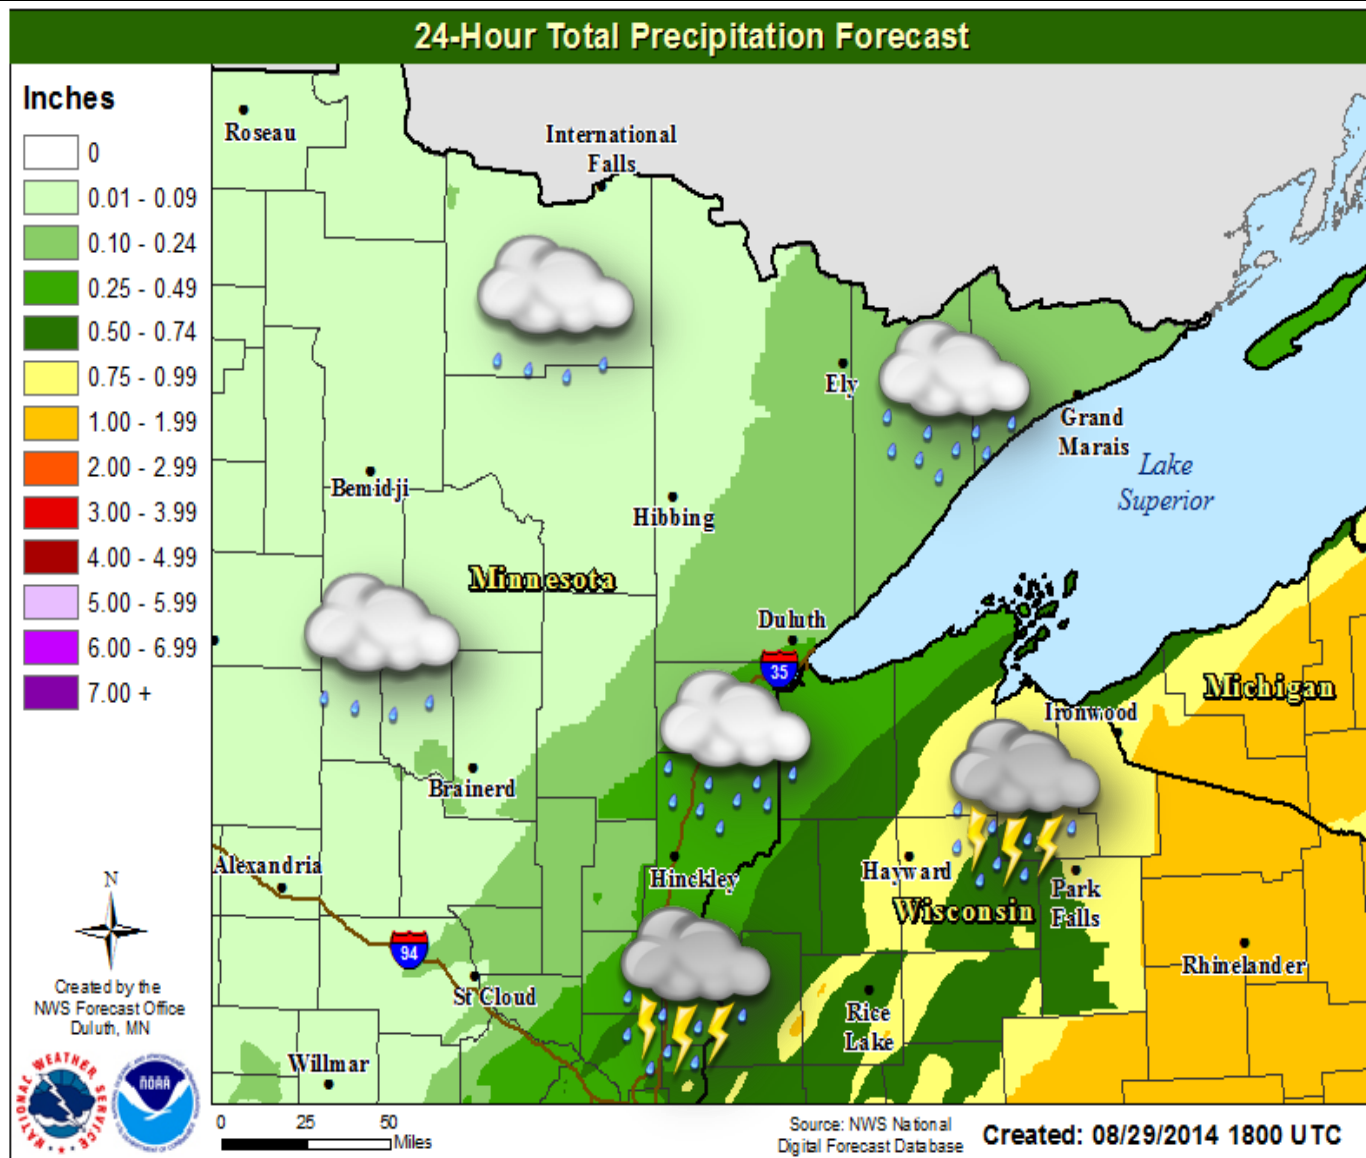 24-Hour Total Precipitation Forecast
Inches
0
0.01 - 0.09
0.10 - 0.24
0.25 - 0.49
0.50 - 0.74
0.75 - 0.99
1.00 - 1.99
2.00 - 2.99
3.00 - 3.99
4.00 - 4.99
5.00 - 5.99
6.00 - 6.99
7.00 +
Roseau
International
Falls
Ely
Grand
Marais
Lake
Superior
Bemidji
Hibbing
Minnesota
Duluth
35
Michigan
Ironwood
Brainerd
Alexandria
Hinckley
Hayward
Park
Falls
Wisconsin
94
St Cloud
Rhinelander
Rice
Lake
Willmar
N
Created by the
NWS Forecast Office
Duluth, MN
NATIONAL WEATHER SERVICE
NOAA
0 25 50
Miles
Source: NWS National
Digital Forecast Database
Created: 08/29/2014 1800 UTC